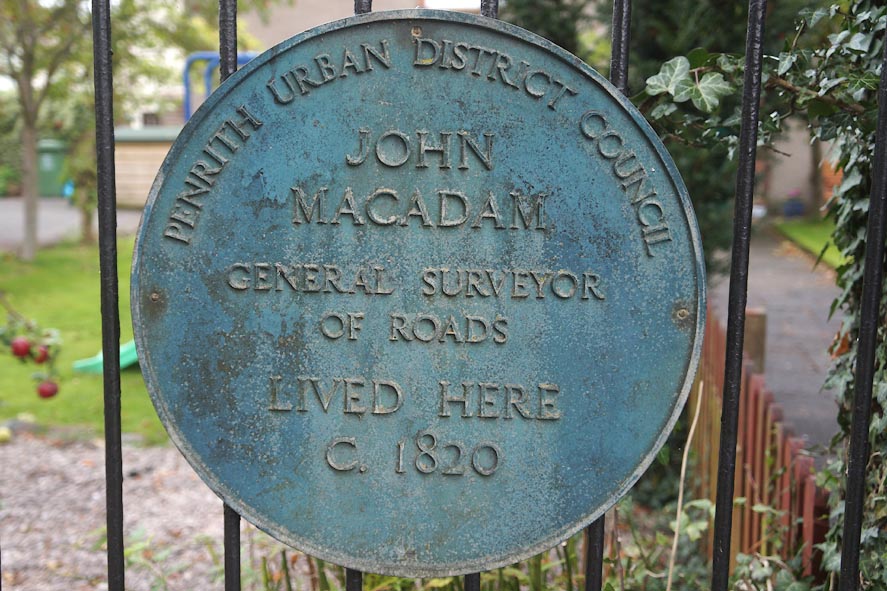 PENRITH URBAN DISTRICT COUNCIL
JOHN
MACADAM
GENERAL SURVEYOR
OF ROADS
LIVED HERE
C. 1820